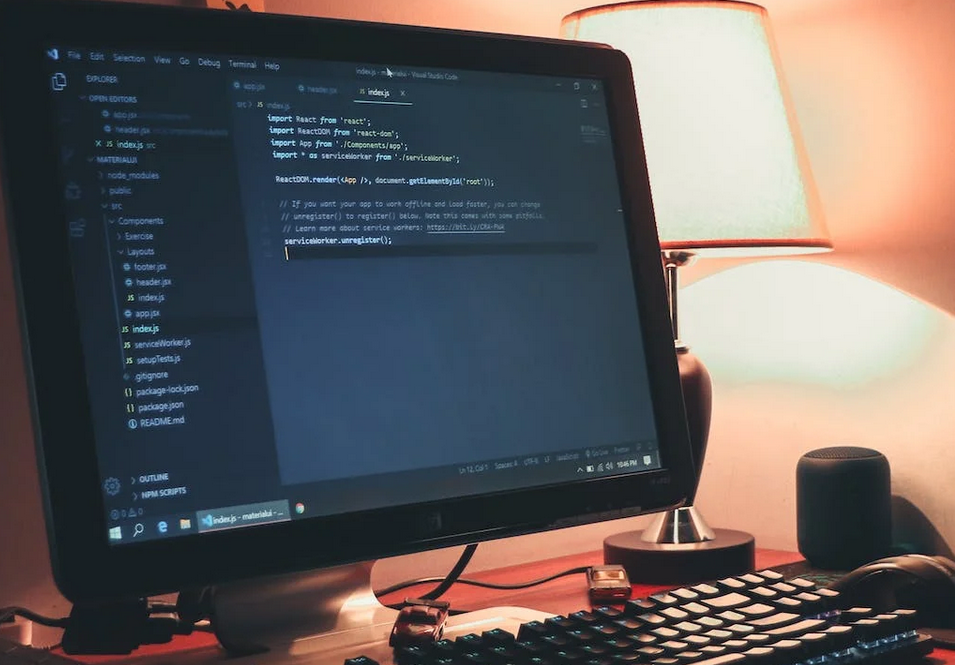 File Edit Selection View Go Debug Terminal Help
index.js - materialui - Visual Studio Code
EXPLORER
OPEN EDITORS
app.jsx
header.jsx
index.js src
MATERIALUI
node_modules
public
src
Components
Exercise
Layouts
footer.jsx
header.jsx
JS index.js
app.jsx
JS index.js
JS serviceWorker.js
JS setupTests.js
.gitignore
{} package-lock.json
{} package.json
README.md
OUTLINE
NPM SCRIPTS
app.jsx header.jsx JS index.js
src > JS index.js
import React from 'react';
import ReactDOM from 'react-dom';
import App from './Components/app';
import * as serviceWorker from './serviceWorker';
ReactDOM.render(<App />, document.getElementById('root'));
// If you want your app to work offline and load faster, you can change
// unregister() to register() below. Note this comes with some pitfalls.
// Learn more about service workers: https://bit.ly/CRA-PWA
serviceWorker.unregister();
0 0
Ln 12, Col 1 Spaces: 4 UTF-8 LF JavaScript
index.js - materialui - ...
10:46 PM